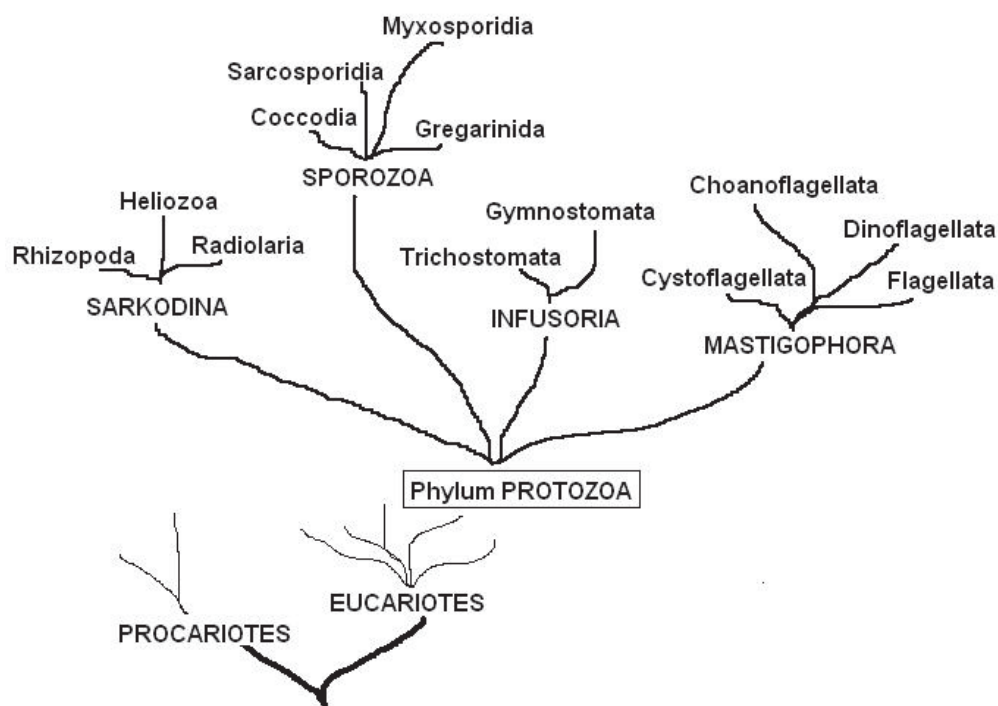 Myxosporidia
Sarcosporidia
Coccodia
Gregarinida
SPOROZOA
Choanoflagellata
Heliozoa
Gymnostomata
Dinoflagellata
Rhizopoda
Radiolaria
Trichostomata
Cystoflagellata
Flagellata
SARKODINA
INFUSORIA
MASTIGOPHORA
Phylum PROTOZOA
EUCARIOTES
PROCARIOTES